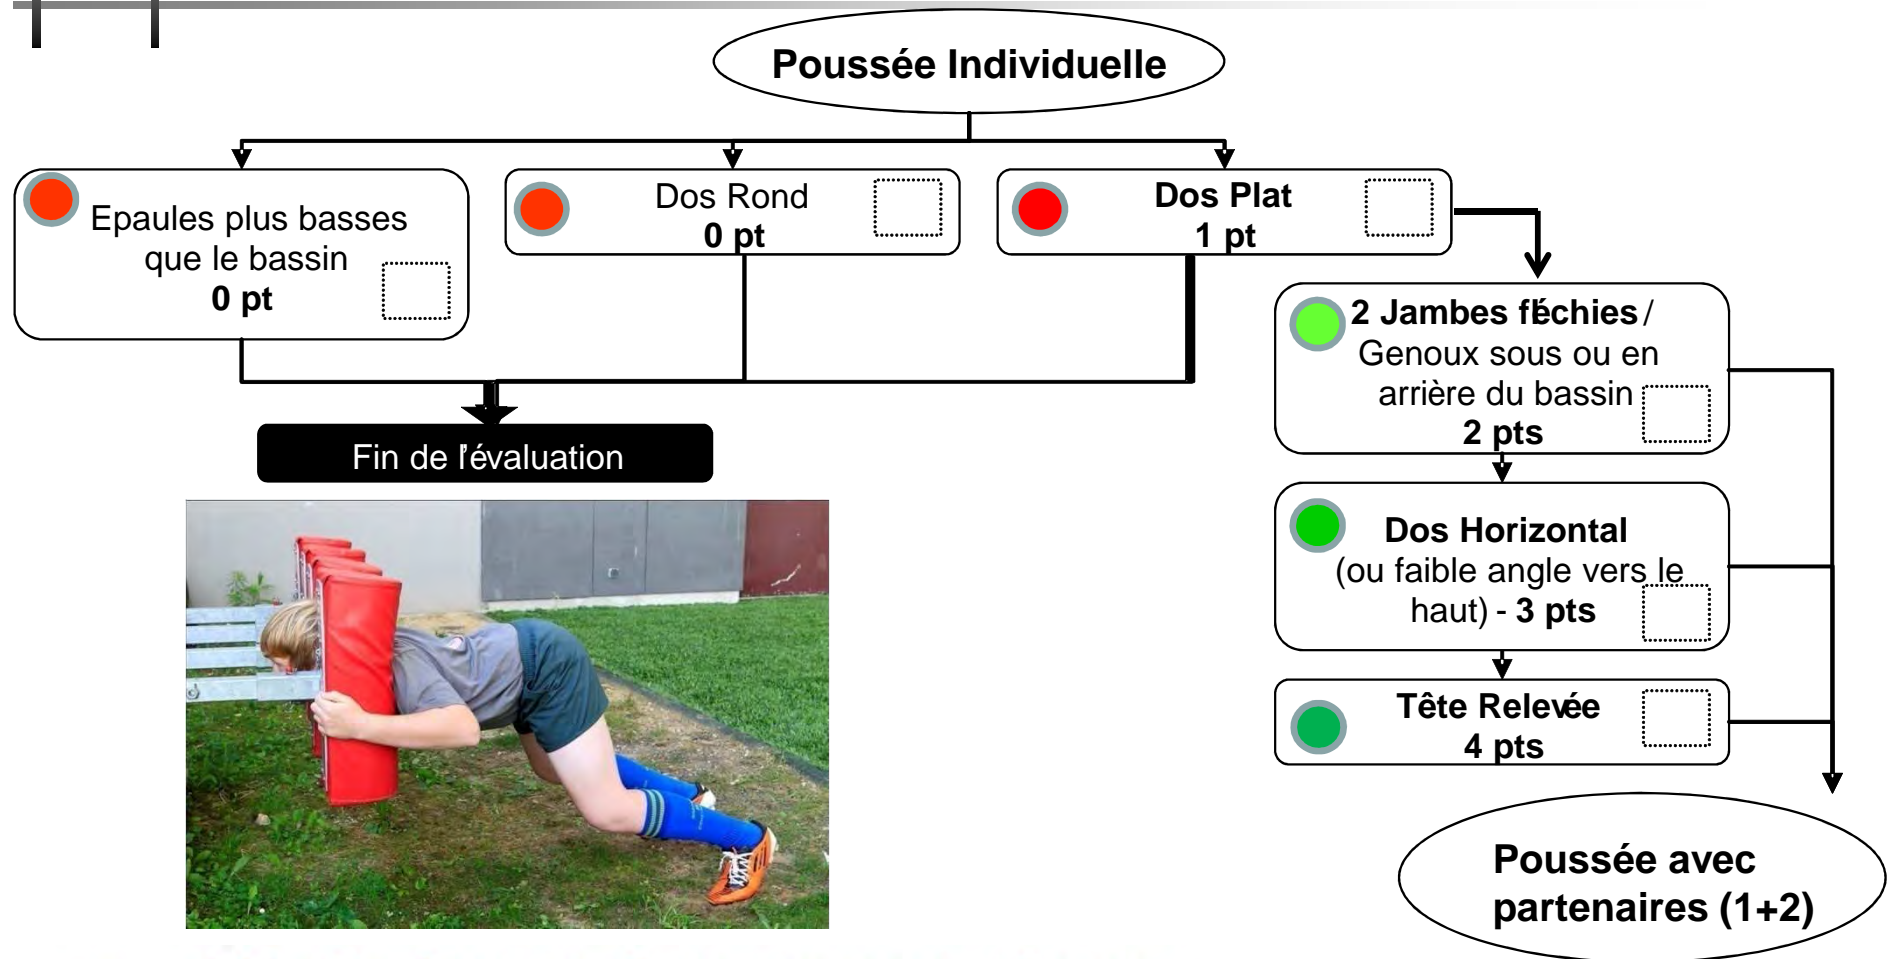 Poussée Individuelle
Epaules plus basses
que le bassin
0 pt
Dos Rond
0 pt
Dos Plat
1 pt
2 Jambes fléchies /
Genoux sous ou en
arrière du bassin
2 pts
Fin de l'évaluation
Dos Horizontal
(ou faible angle vers le
haut) - 3 pts
Tête Relevée
4 pts
Poussée avec
partenaires (1+2)